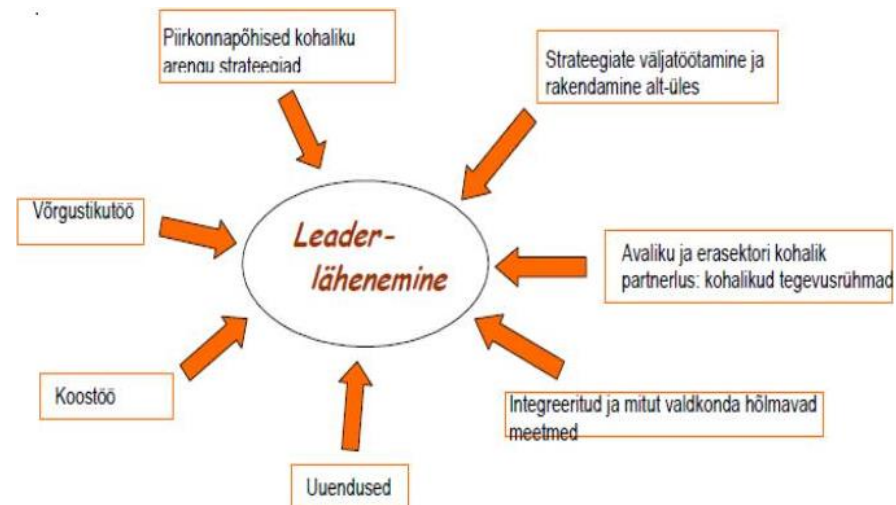 Piirkonnapõhised kohaliku
arengu strateegiad
Strateegiate väljatöötamine ja
rakendamine alt-üles
Võrgustikutöö
Leader-
lähenemine
Avaliku ja erasektori kohalik
partnerlus: kohalikud tegevusrühmad
Koostöö
Integreeritud ja mitut valdkonda hõlmavad
meetmed
Uuendused